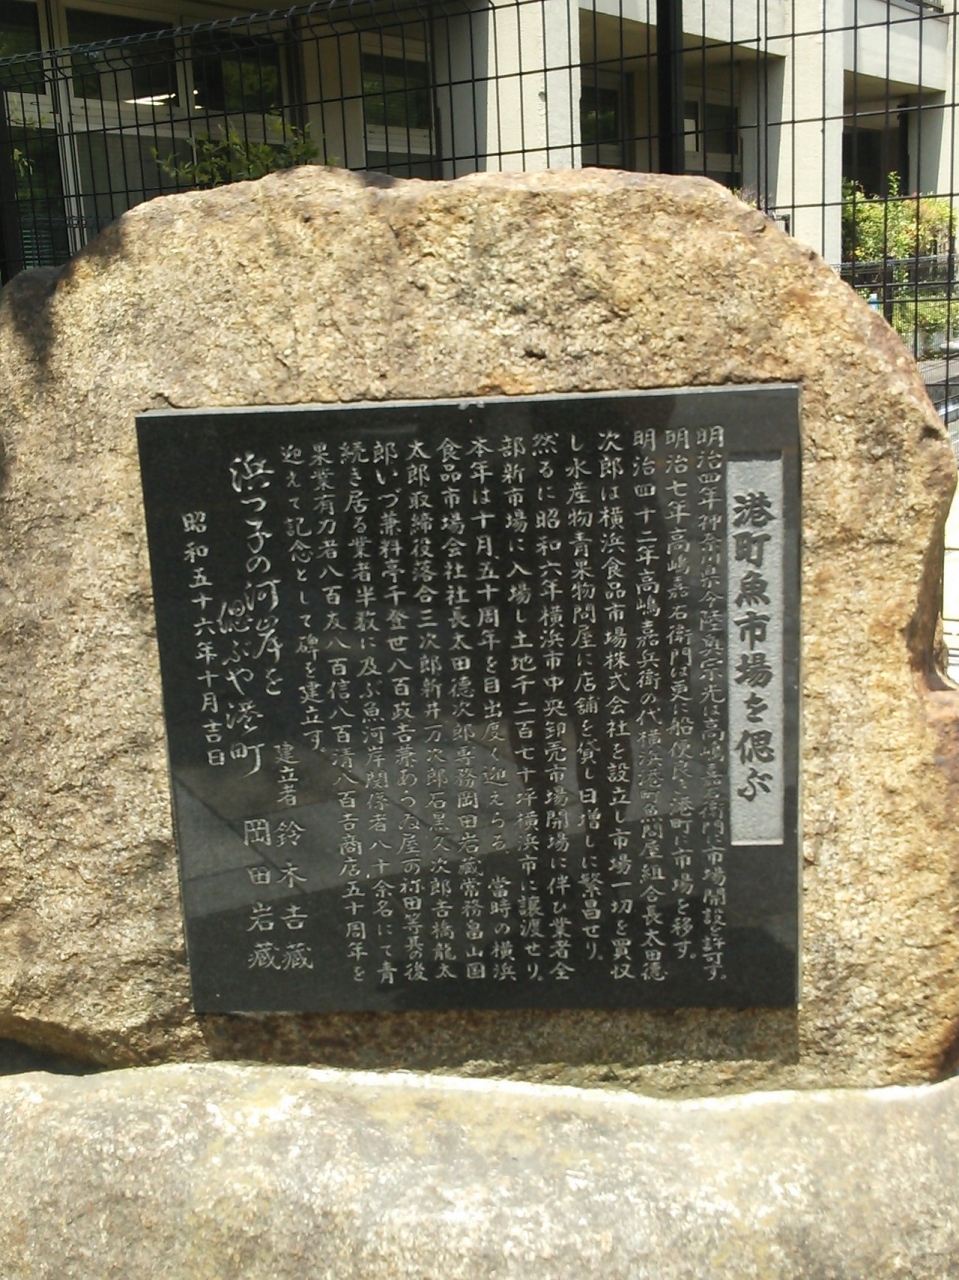 港町魚市場を偲ぶ
明治四年神奈川県令陸奥宗光は高嶋嘉右衛門に市場開設を許可す。
明治七年高嶋嘉右衛門は更に船便良く港町に市場を移す。
明治四十二年高嶋嘉兵衛の代横浜港町魚問屋組合長太田徳
次郎は横浜食品市場株式会社を設立し市場一切を買収
し水産物青果物問屋に店舗を貸し日増しに繁昌せり。
然るに昭和六年横浜市中央卸売市場開場に伴ひ業者全
部新市場に入場し土地千二百七十坪横浜市に譲渡せり。
本年は十月五十周年を目出度く迎えらる 當時の横浜
食品市場会社社長太田徳次郎専務岡田岩蔵常務畠山国
太郎取締役落合三次郎新井万次郎石黒久次郎吉橋龍太
郎いづ兼料亭千登世八百政吉兼あうゐ屋 祢田等其の後
続き居る業者半数に及ぶ魚河岸関係者八十余名にて青
果業有力者八百友八百信八百清八百吉商店五十周年を
迎えて記念として碑を建立す。
浜つ子の河岸を
偲ぶや港町
建立者 鈴木吉蔵
岡田岩蔵
昭和五十六年十月吉日